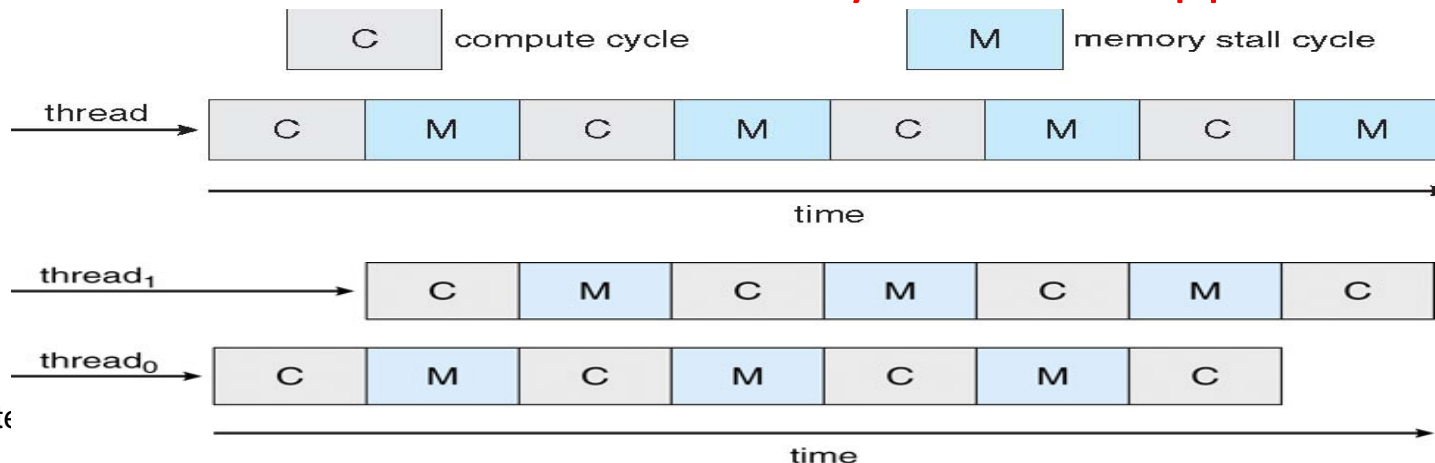 C compute cycle M memory stall cycle
thread C M C M C M C M
time
thread₁ C M C M C M C
thread₀ C M C M C M C
time